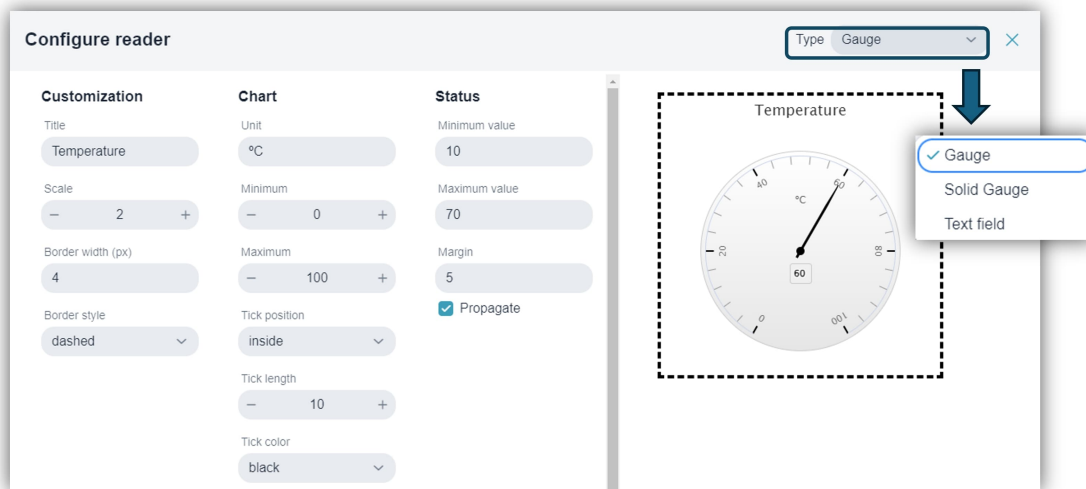 Configure reader
Type Gauge
Customization
Title
Temperature
Scale
− 2 +
Border width (px)
4
Border style
dashed
Chart
Unit
ºC
Minimum
− 0 +
Maximum
− 100 +
Tick position
inside
Tick length
− 10 +
Tick color
black
Status
Minimum value
10
Maximum value
70
Margin
5
Propagate
Temperature
40
60
°C
20
80
60
0
100
Gauge
Solid Gauge
Text field